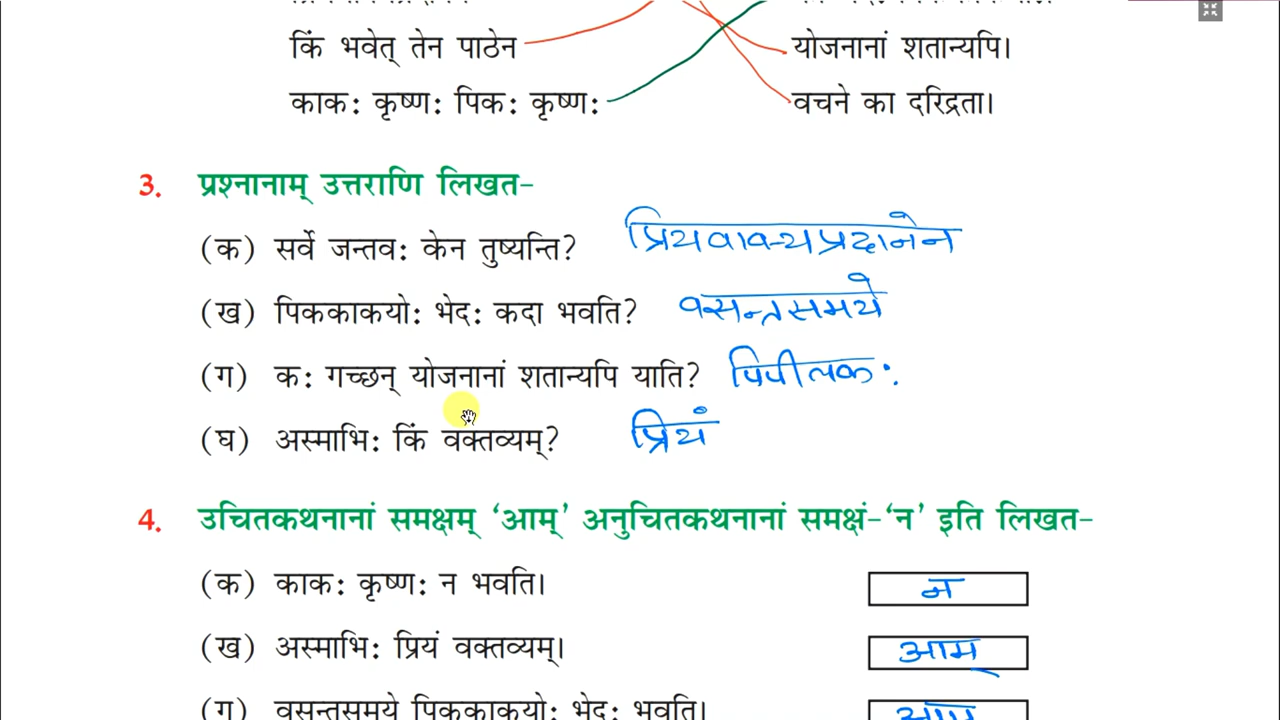 किं भवेत् तेन पाठेन योजनानां शतान्यपि।
काक: कृष्ण: पिक: कृष्ण: वचने का दरिद्रता।
3. प्रश्नानाम् उत्तराणि लिखत-
(क) सर्वे जन्तव: केन तुष्यन्ति? प्रियवाक्यप्रदानेन
(ख) पिककाकयो: भेद: कदा भवति? वसन्तसमये
(ग) क: गच्छन् योजनानां शतान्यपि याति? पिपीलक:
(घ) अस्माभि: किं वक्तव्यम्? प्रियं
4. उचितकथनानां समक्षम् ‘आम्’ अनुचितकथनानां समक्षं-‘न’ इति लिखत-
(क) काक: कृष्ण: न भवति। न
(ख) अस्माभि: प्रियं वक्तव्यम्। आम्
(ग) वसन्तसमये पिककाकयो: भेद: भवति। आम